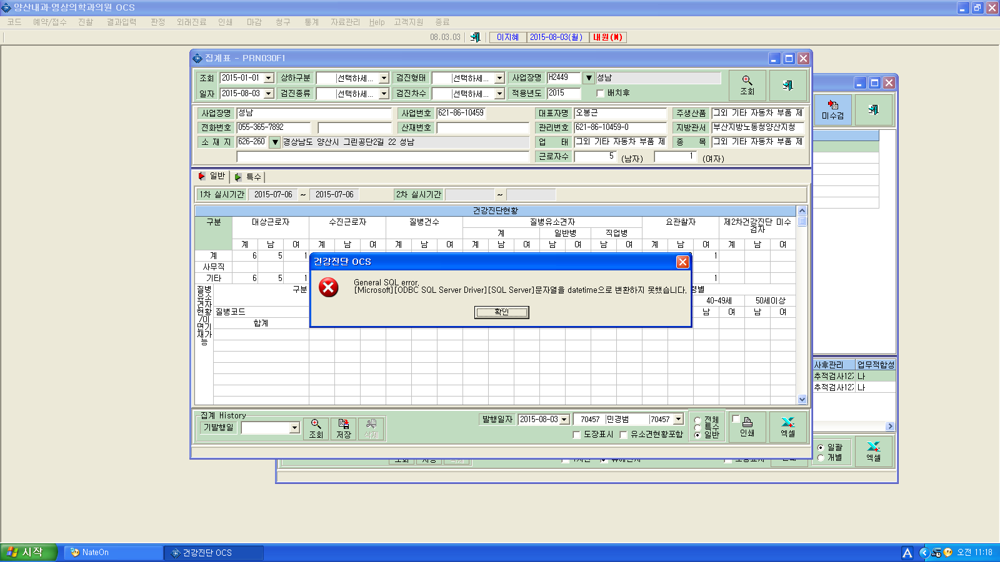 양산내과·영상의학과의원 OCS
코드 예약/접수 진찰 결과입력 판정 외래진료 인쇄 마감 청구 통계 자료관리 Help 고객지원 종료
08.03.03 이지혜 2015-08-03(월) 내원(M)
집계표 - PRN030F1
조회 2015-01-01 상하구분 선택하세... 검진형태 선택하세... 사업장명 H2449 성남
일자 2015-08-03 검진종류 선택하세... 검진차수 선택하세... 적용년도 2015 배치후
조회
미수검
사업장명 성남 사업번호 621-86-10459 대표자명 오봉근 주생산품 그외 기타 자동차 부품 제
전화번호 055-365-7892 산재번호 관리번호 621-86-10459-0 지방관서 부산지방노동청양산지청
소 재 지 626-260 경상남도 양산시 그린공단2길 22 성남 업 태 그외 기타 자동차 부품 제 종 목 그외 기타 자동차 부품 제
근로자수 5 (남자) 1 (여자)
일반 특수
1차 실시기간 2015-07-06 ~ 2015-07-06 2차 실시기간 ~
건강진단현황
구분 대상근로자 수진근로자 질병건수 질병유소견자 요관찰자 제2차건강진단 미수검자
계 일반병 직업병
계 남 여 계 남 여 계 남 여 계 남 여 남 여 남 여 계 남 여 계 남 여
계 6 5 1 1
사무직
기타 6 5 1 1
질병유소견자현황/이면기재가능
구분
령별
40-49세 50세이상
질병코드 남 여 남 여
합계
건강진단 OCS
General SQL error,
[Microsoft][ODBC SQL Server Driver][SQL Server]문자열을 datetime으로 변환하지 못했습니다.
확인
사후관리 업무적합성
추적검사12 나
추적검사12 나
집계 History
기발행일 조회 저장 삭제
발행일자 2015-08-03 70457 민경범 70457
도장표시 유소견현황포함
전체
특수
일반
인쇄 엑셀
일괄
개별
엑셀
시작 NateOn 건강진단 OCS A 오전 11:18